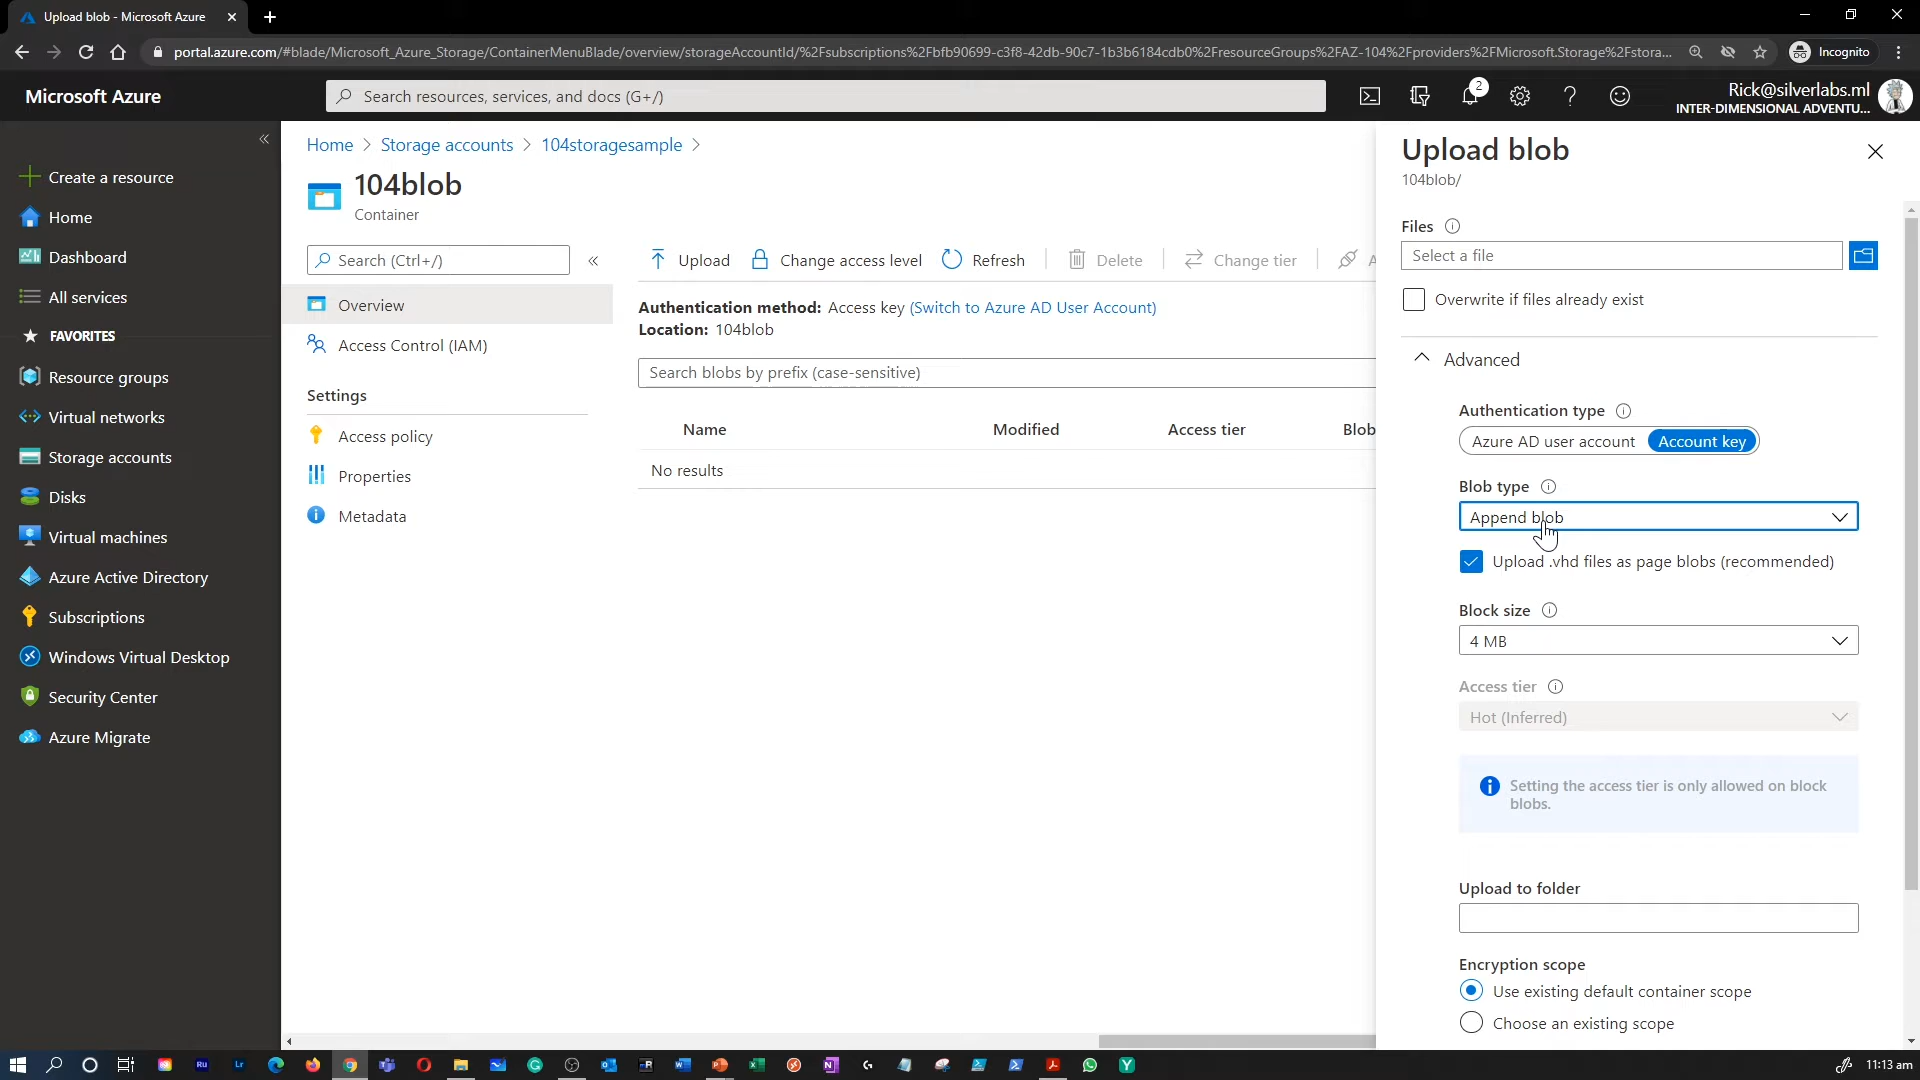 Upload blob - Microsoft Azure
portal.azure.com/#blade/Microsoft_Azure_Storage/ContainerMenuBlade/overview/storageAccountId/%2Fsubscriptions%2Fbfb90699-c3f8-42db-90c7-1b3b6184cdb0%2FresourceGroups%2FAZ-104%2Fproviders%2FMicrosoft.Storage%2Fstora...
Incognito
Microsoft Azure
Search resources, services, and docs (G+/)
2
Rick@silverlabs.ml
INTER-DIMENSIONAL ADVENTU...
Create a resource
Home
Dashboard
All services
FAVORITES
Resource groups
Virtual networks
Storage accounts
Disks
Virtual machines
Azure Active Directory
Subscriptions
Windows Virtual Desktop
Security Center
Azure Migrate
Home > Storage accounts > 104storagesample >
104blob
Container
Search (Ctrl+/)
Overview
Access Control (IAM)
Settings
Access policy
Properties
Metadata
Upload
Change access level
Refresh
Delete
Change tier
A
Authentication method: Access key (Switch to Azure AD User Account)
Location: 104blob
Search blobs by prefix (case-sensitive)
Name Modified Access tier Blob
No results
Upload blob
104blob/
Files
Select a file
Overwrite if files already exist
Advanced
Authentication type
Azure AD user account Account key
Blob type
Append blob
Upload .vhd files as page blobs (recommended)
Block size
4 MB
Access tier
Hot (Inferred)
Setting the access tier is only allowed on block
blobs.
Upload to folder
Encryption scope
Use existing default container scope
Choose an existing scope
11:13 am